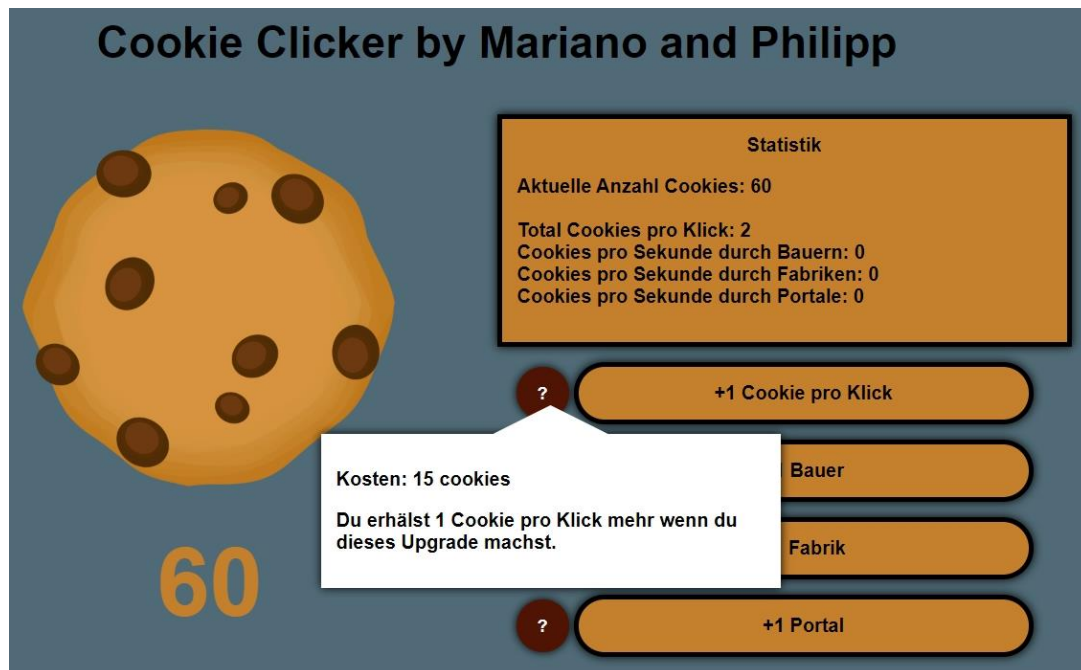 Cookie Clicker by Mariano and Philipp
Statistik
Aktuelle Anzahl Cookies: 60
Total Cookies pro Klick: 2
Cookies pro Sekunde durch Bauern: 0
Cookies pro Sekunde durch Fabriken: 0
Cookies pro Sekunde durch Portale: 0
?
+1 Cookie pro Klick
Kosten: 15 cookies
Du erhälst 1 Cookie pro Klick mehr wenn du
dieses Upgrade machst.
Bauer
Fabrik
60
?
+1 Portal